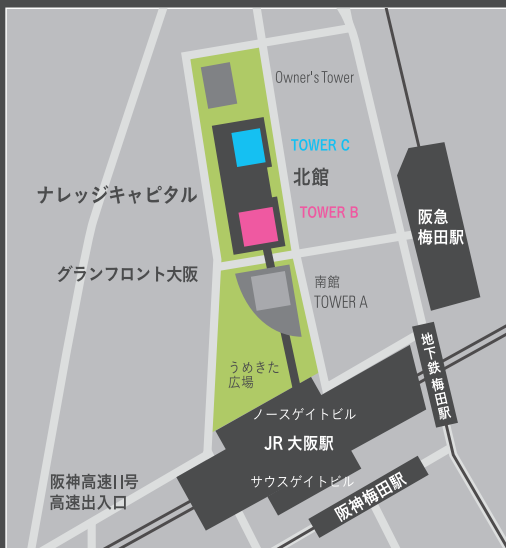 Owner's Tower
TOWER C
北館
ナレッジキャピタル
TOWER B
阪急
梅田駅
グランフロント大阪
南館
TOWER A
地下鉄 梅田駅
うめきた
広場
ノースゲイトビル
JR 大阪駅
サウスゲイトビル
阪神高速11号
高速出入口
阪神梅田駅